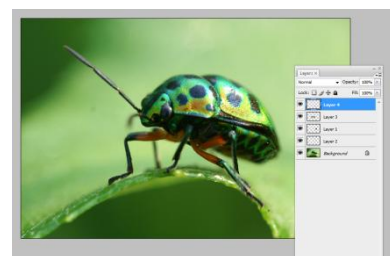 Layers
Normal
Opacity: 100%
Lock:
Fill: 100%
Layer 4
Layer 3
Layer 1
Layer 2
Background